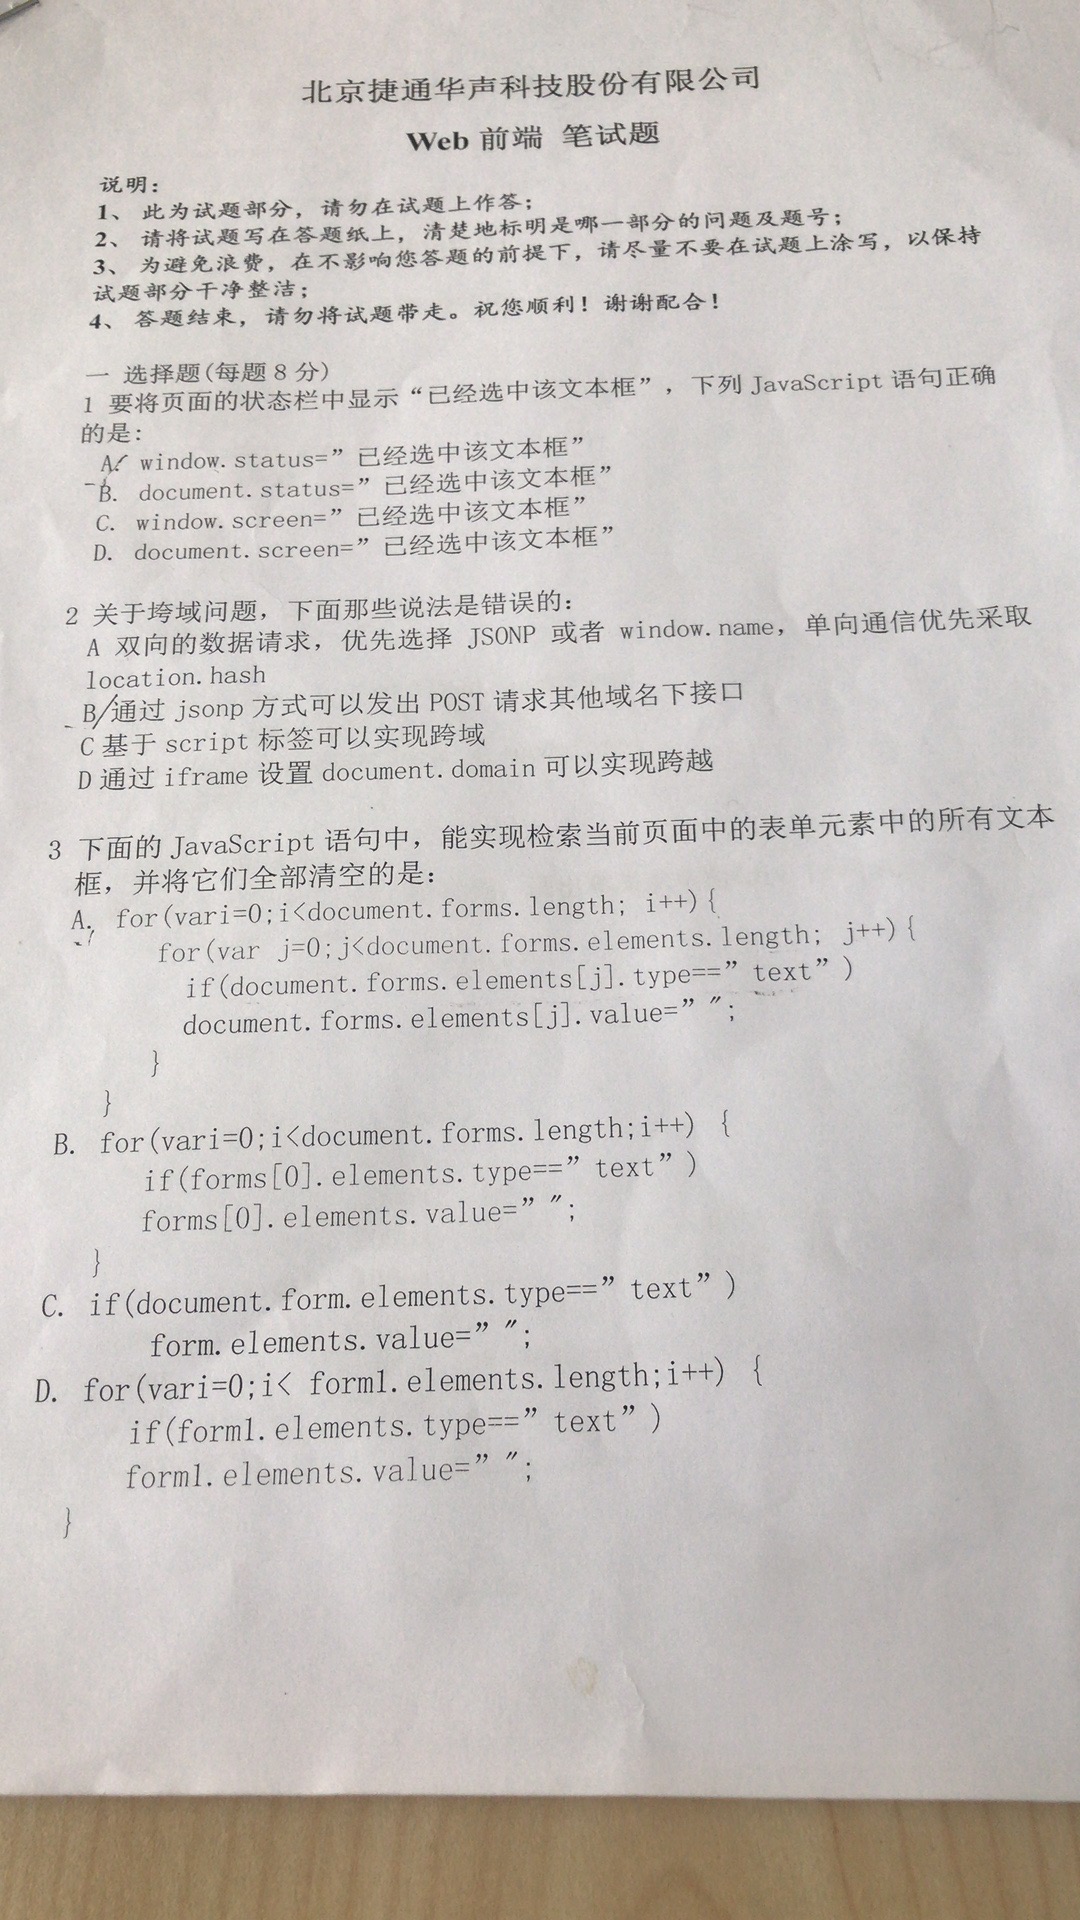 北京捷通华声科技股份有限公司
Web 前端 笔试题
说明：
1、 此为试题部分，请勿在试题上作答；
2、 请将试题写在答题纸上，清楚地标明是哪一部分的问题及题号；
3、 为避免浪费，在不影响您答题的前提下，请尽量不要在试题上涂写，以保持
试题部分干净整洁；
4、 答题结束，请勿将试题带走。祝您顺利！谢谢配合！
一 选择题(每题 8 分)
1 要将页面的状态栏中显示“已经选中该文本框”，下列 JavaScript 语句正确
的是：
A. window.status=” 已经选中该文本框”
B. document.status=” 已经选中该文本框”
C. window.screen=” 已经选中该文本框”
D. document.screen=” 已经选中该文本框”
2 关于垮域问题，下面那些说法是错误的：
A 双向的数据请求，优先选择 JSONP 或者 window.name，单向通信优先采取
location.hash
B 通过 jsonp 方式可以发出 POST 请求其他域名下接口
C 基于 script 标签可以实现跨域
D 通过 iframe 设置 document.domain 可以实现跨越
3 下面的 JavaScript 语句中，能实现检索当前页面中的表单元素中的所有文本
框，并将它们全部清空的是：
A. for(vari=0;i<document.forms.length; i++){
for(var j=0;j<document.forms.elements.length; j++){
if(document.forms.elements[j].type==” text” )
document.forms.elements[j].value=” ″;
}
}
B. for(vari=0;i<document.forms.length;i++) {
if(forms[0].elements.type==” text” )
forms[0].elements.value=” ″;
}
C. if(document.form.elements.type==” text” )
form.elements.value=” ″;
D. for(vari=0;i< form1.elements.length;i++) {
if(form1.elements.type==” text” )
form1.elements.value=” ″;
}